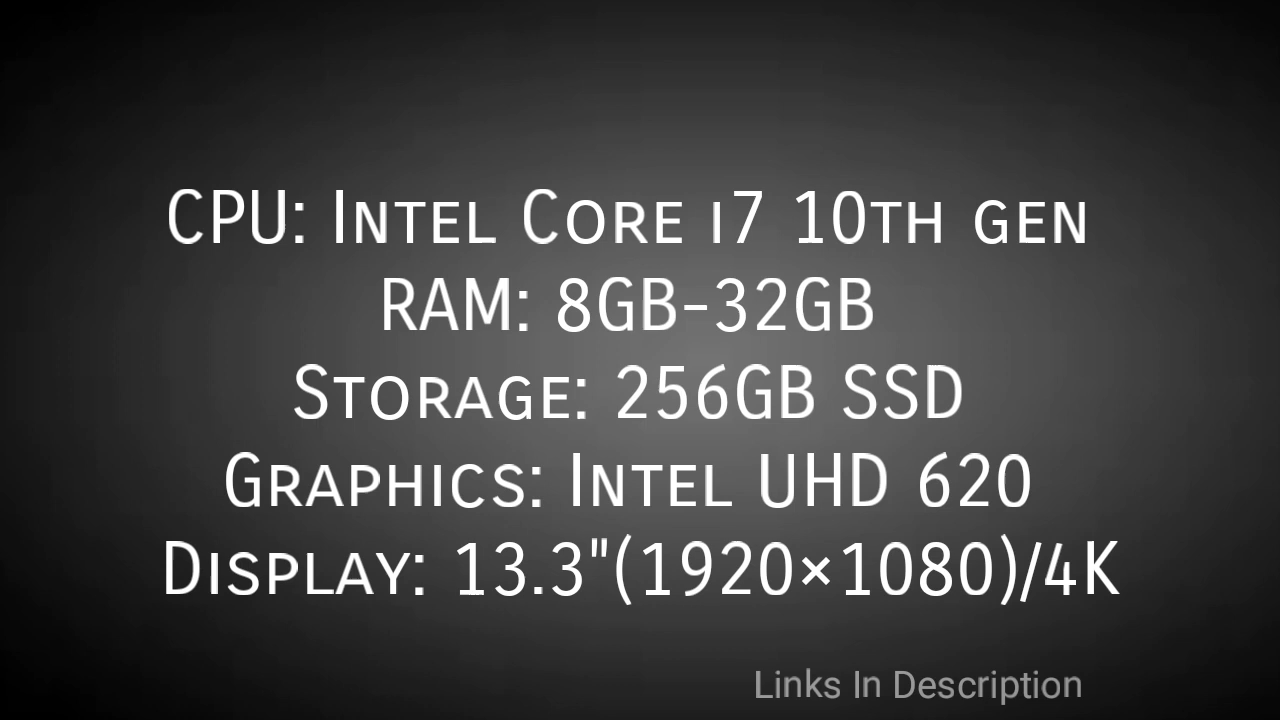 CPU: Intel Core i7 10th gen
RAM: 8GB-32GB
Storage: 256GB SSD
Graphics: Intel UHD 620
Display: 13.3"(1920×1080)/4K
Links In Description